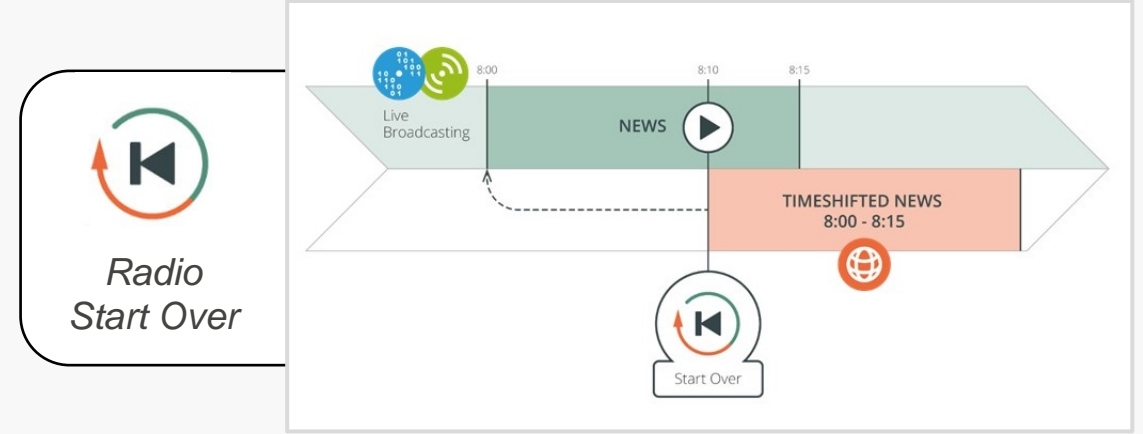 Radio
Start Over
Live
Broadcasting
8:00
8:10
8:15
NEWS
TIMESHIFTED NEWS
8:00 - 8:15
Start Over